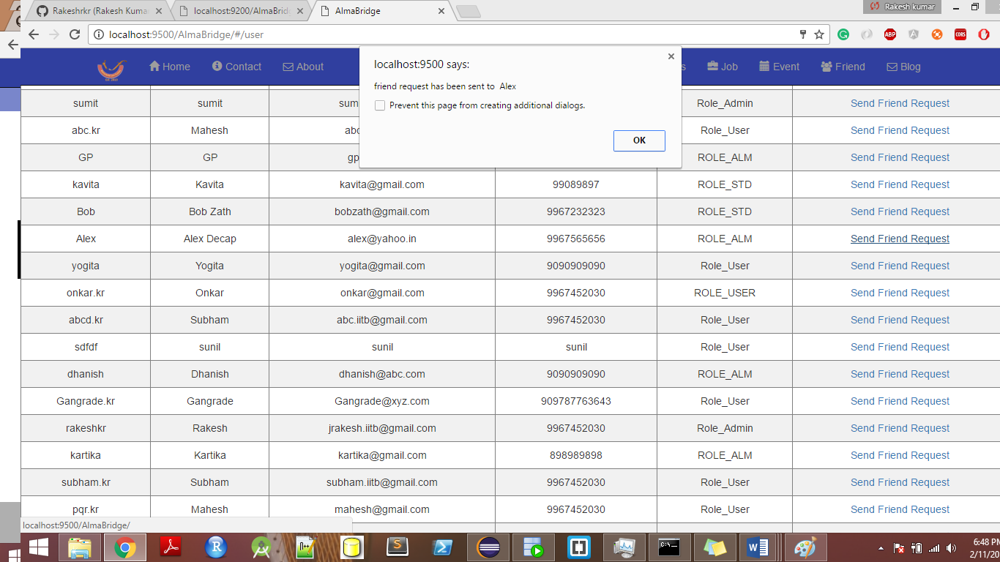 Rakeshrkr (Rakesh Kuma
localhost:9200/AlmaBridg
AlmaBridge
Rakesh kumar
localhost:9500/AlmaBridge/#/user
ABP
CORS
Home Contact About
Job Event Friend Blog
localhost:9500 says:
friend request has been sent to Alex
Prevent this page from creating additional dialogs.
OK
sumit sumit sum Role_Admin Send Friend Request
abc.kr Mahesh abc Role_User Send Friend Request
GP GP gp ROLE_ALM Send Friend Request
kavita Kavita kavita@gmail.com 99089897 ROLE_STD Send Friend Request
Bob Bob Zath bobzath@gmail.com 9967232323 ROLE_STD Send Friend Request
Alex Alex Decap alex@yahoo.in 9967565656 ROLE_ALM Send Friend Request
yogita Yogita yogita@gmail.com 9090909090 Role_User Send Friend Request
onkar.kr Onkar onkar@gmail.com 9967452030 ROLE_USER Send Friend Request
abcd.kr Subham abc.iitb@gmail.com 9967452030 Role_User Send Friend Request
sdfdf sunil sunil sunil Role_User Send Friend Request
dhanish Dhanish dhanish@abc.com 9090909090 ROLE_ALM Send Friend Request
Gangrade.kr Gangrade Gangrade@xyz.com 909787763643 Role_User Send Friend Request
rakeshkr Rakesh jrakesh.iitb@gmail.com 9967452030 Role_Admin Send Friend Request
kartika Kartika kartika@gmail.com 898989898 ROLE_ALM Send Friend Request
subham.kr Subham subham.iitb@gmail.com 9967452030 Role_User Send Friend Request
pqr.kr Mahesh mahesh@gmail.com 9967452030 Role_User Send Friend Request
localhost:9500/AlmaBridge/
6:48 PM
2/11/20